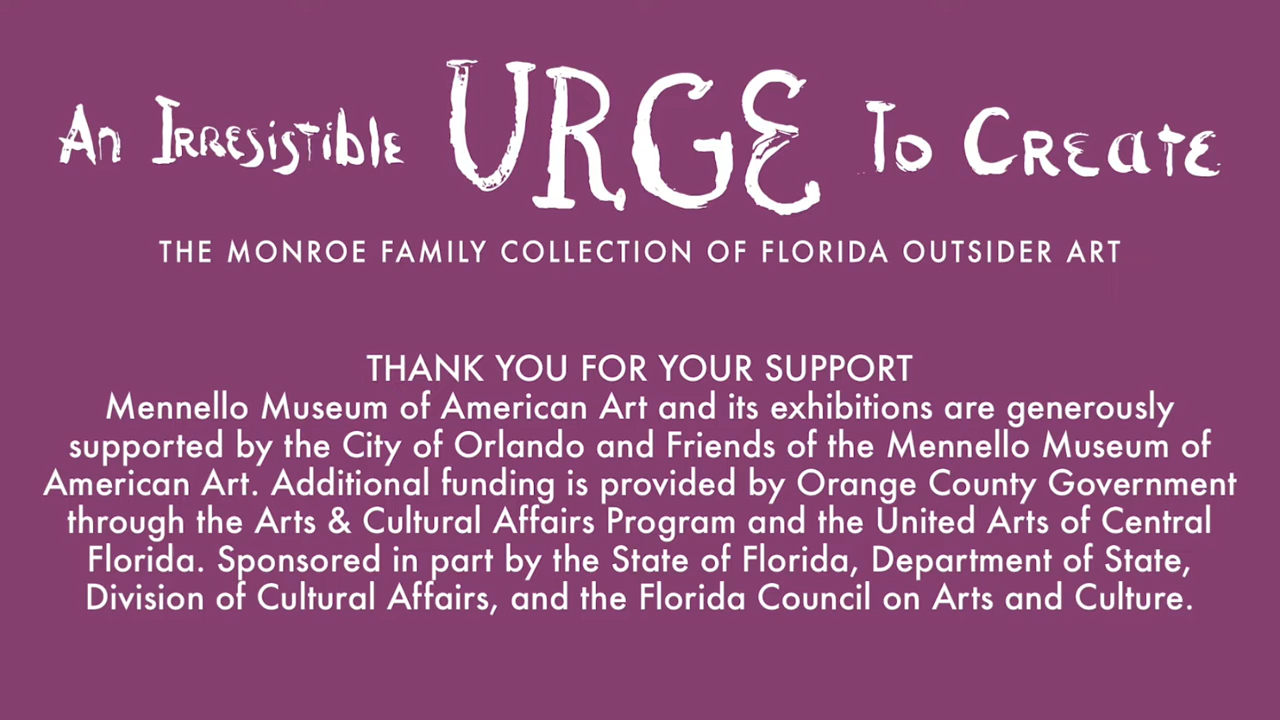 An Irresistible URGE To Create
THE MONROE FAMILY COLLECTION OF FLORIDA OUTSIDER ART
THANK YOU FOR YOUR SUPPORT
Mennello Museum of American Art and its exhibitions are generously
supported by the City of Orlando and Friends of the Mennello Museum of
American Art. Additional funding is provided by Orange County Government
through the Arts & Cultural Affairs Program and the United Arts of Central
Florida. Sponsored in part by the State of Florida, Department of State,
Division of Cultural Affairs, and the Florida Council on Arts and Culture.